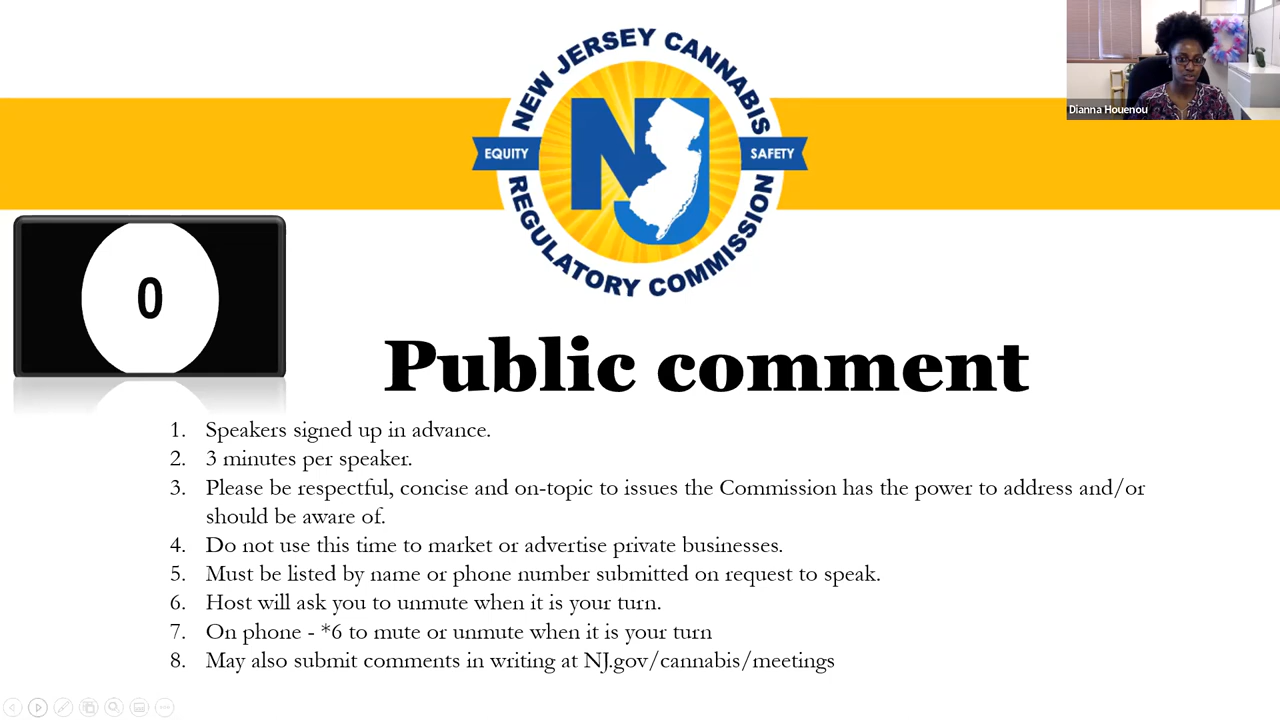 NEW JERSEY CANNABIS
EQUITY
NJ
SAFETY
REGULATORY COMMISSION
Dianna Houenou
0
Public comment
1. Speakers signed up in advance.
2. 3 minutes per speaker.
3. Please be respectful, concise and on-topic to issues the Commission has the power to address and/or
should be aware of.
4. Do not use this time to market or advertise private businesses.
5. Must be listed by name or phone number submitted on request to speak.
6. Host will ask you to unmute when it is your turn.
7. On phone - *6 to mute or unmute when it is your turn
8. May also submit comments in writing at NJ.gov/cannabis/meetings